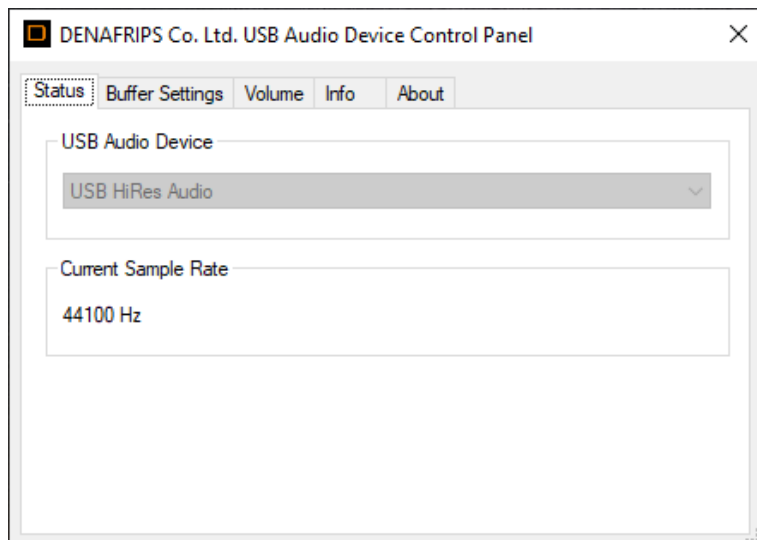 DENAFRIPS Co. Ltd. USB Audio Device Control Panel
Status Buffer Settings Volume Info About
USB Audio Device
USB HiRes Audio
Current Sample Rate
44100 Hz